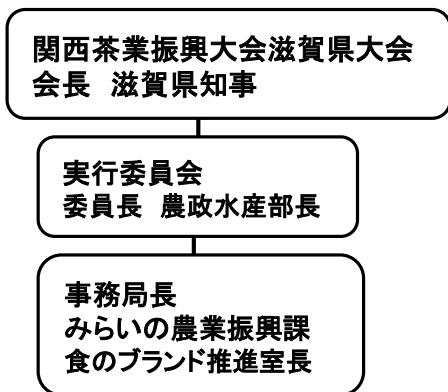 関西茶業振興大会滋賀県大会
会長　滋賀県知事
実行委員会
委員長　農政水産部長
事務局長
みらいの農業振興課
食のブランド推進室長